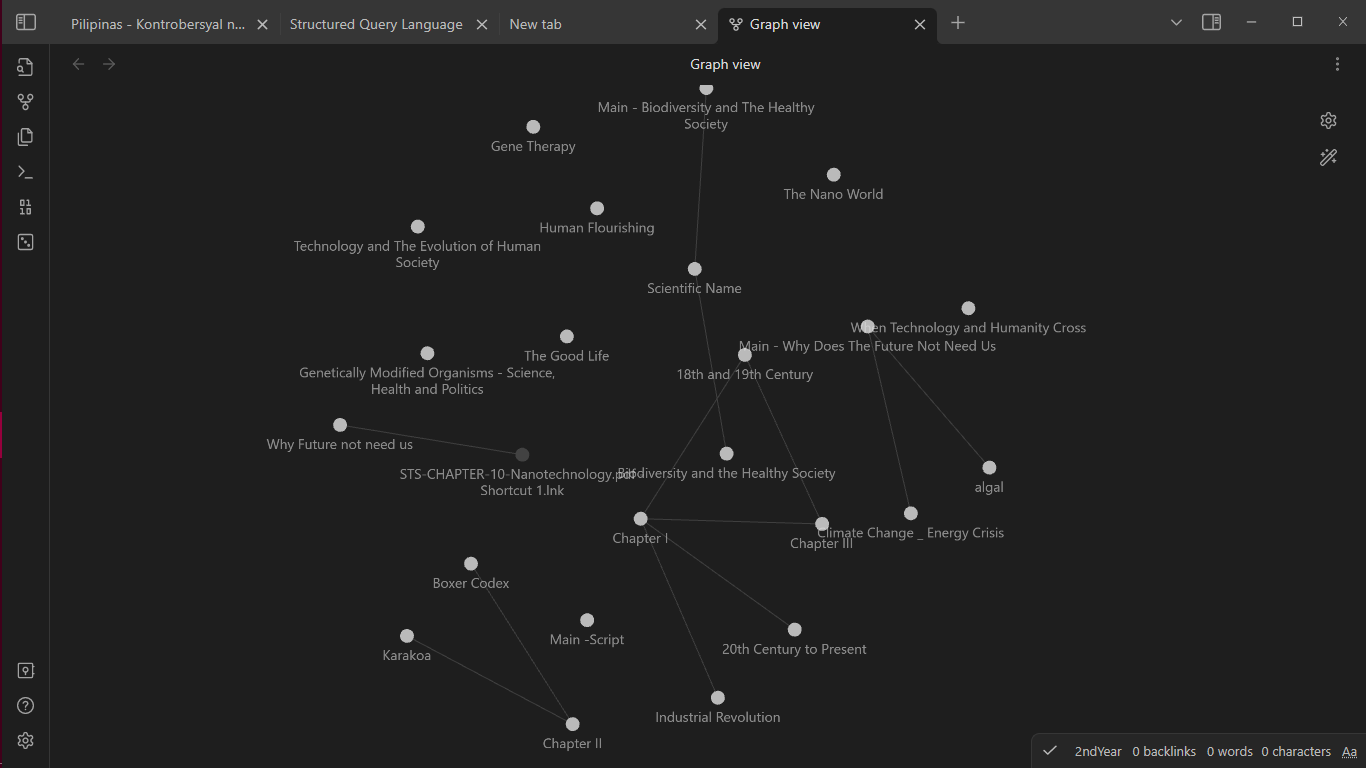 Pilipinas - Kontrobersyal n...
Structured Query Language
New tab
Graph view
Graph view
Main - Biodiversity and The Healthy
Society
Gene Therapy
The Nano World
Human Flourishing
Technology and The Evolution of Human
Society
Scientific Name
When Technology and Humanity Cross
Main - Why Does The Future Not Need Us
The Good Life
18th and 19th Century
Genetically Modified Organisms - Science,
Health and Politics
Why Future not need us
STS-CHAPTER-10-Nanotechnology.pdf -
Shortcut 1.lnk
Biodiversity and the Healthy Society
algal
Chapter I
Climate Change _ Energy Crisis
Chapter III
Boxer Codex
Main -Script
20th Century to Present
Karakoa
Industrial Revolution
Chapter II
2ndYear 0 backlinks 0 words 0 characters Aa